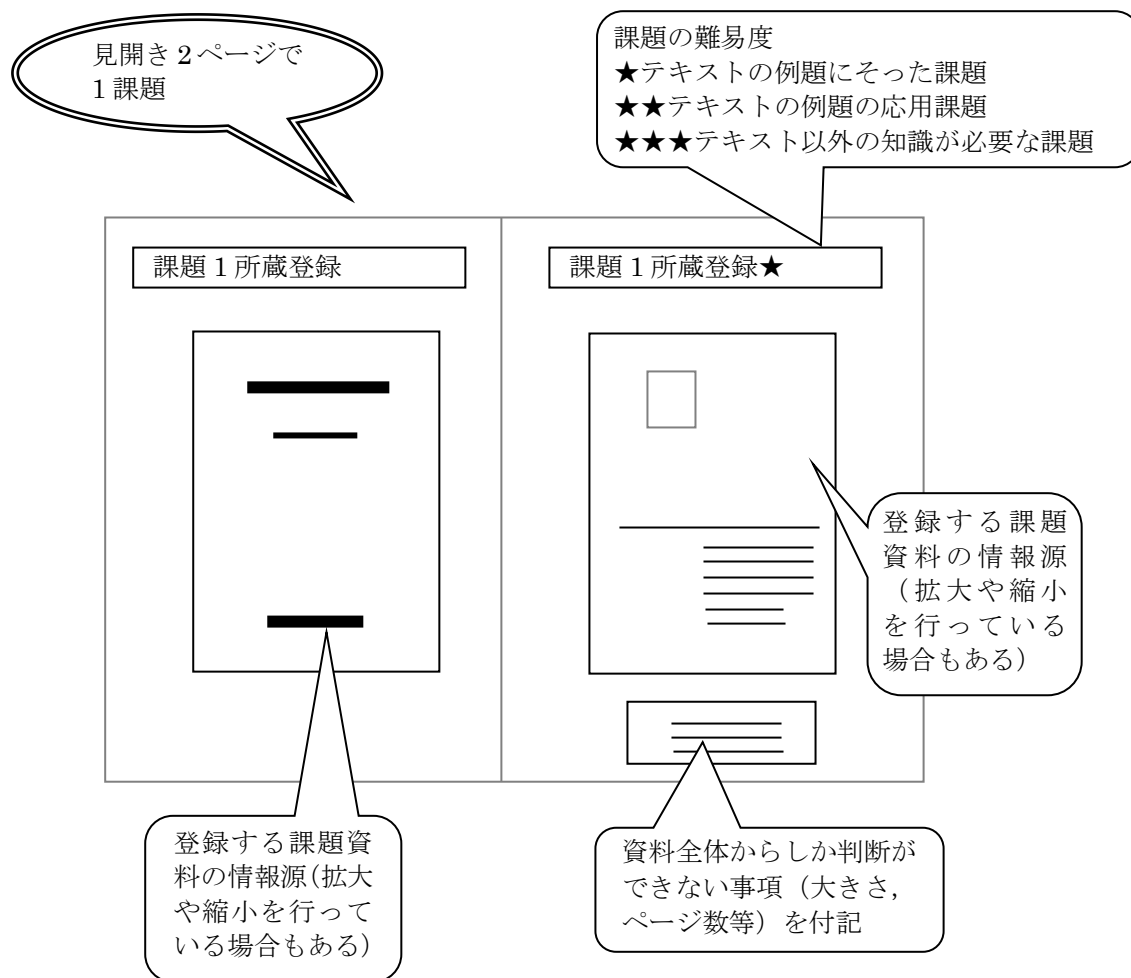 見開き2ページで
1課題
課題の難易度
★テキストの例題にそった課題
★★テキストの例題の応用課題
★★★テキスト以外の知識が必要な課題
課題1所蔵登録
課題1所蔵登録★
登録する課題
資料の情報源
(拡大や縮小
を行っている
場合もある)
登録する課題資
料の情報源(拡大
や縮小を行って
いる場合もある)
資料全体からしか判断が
できない事項(大きさ,
ページ数等)を付記